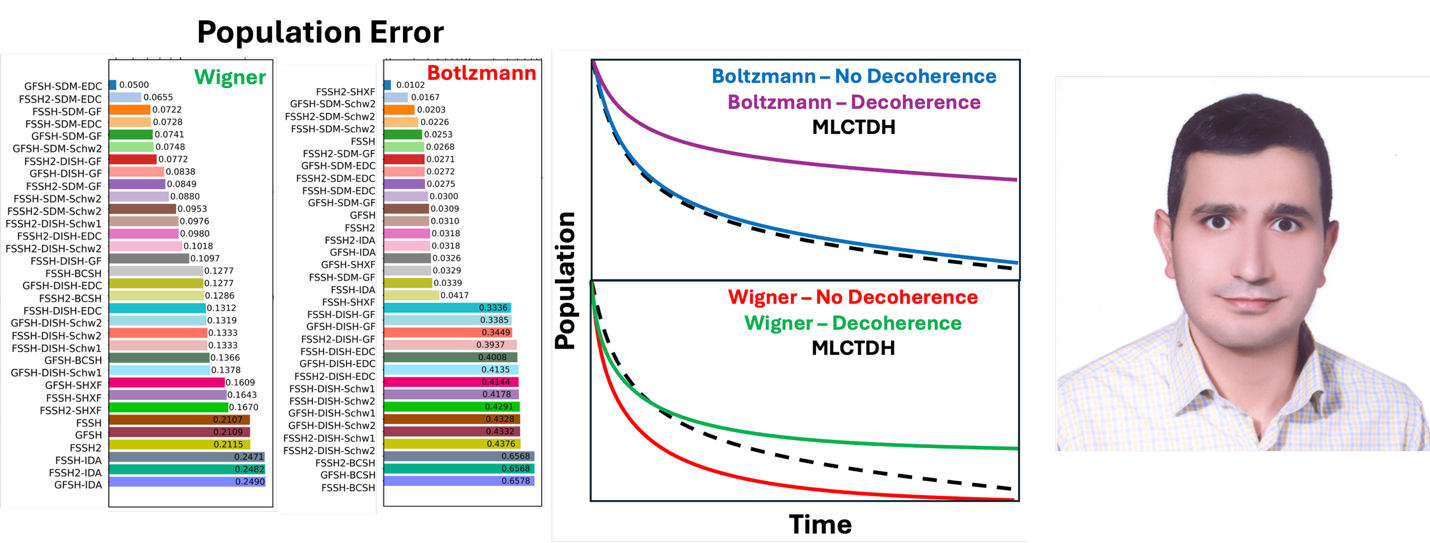 Population Error
Wigner
GFSH-SDM-EDC 0.0500
FSSH2-SDM-EDC 0.0655
FSSH-SDM-GF 0.0722
FSSH-SDM-EDC 0.0728
GFSH-SDM-GF 0.0741
GFSH-SDM-Schw2 0.0748
FSSH2-DISH-GF 0.0772
GFSH-DISH-GF 0.0838
FSSH2-SDM-GF 0.0849
FSSH-SDM-Schw2 0.0880
FSSH2-SDM-Schw2 0.0953
FSSH2-DISH-Schw1 0.0976
FSSH2-DISH-EDC 0.0980
FSSH2-DISH-Schw2 0.1018
FSSH-DISH-GF 0.1097
FSSH-BCSH 0.1277
GFSH-DISH-EDC 0.1277
FSSH2-BCSH 0.1286
FSSH-DISH-EDC 0.1312
GFSH-DISH-Schw2 0.1319
FSSH-DISH-Schw2 0.1333
FSSH-DISH-Schw1 0.1333
GFSH-BCSH 0.1366
GFSH-DISH-Schw1 0.1378
GFSH-SHXF 0.1609
FSSH-SHXF 0.1643
FSSH2-SHXF 0.1670
FSSH 0.2107
GFSH 0.2109
FSSH2 0.2115
FSSH-IDA 0.2471
FSSH2-IDA 0.2482
GFSH-IDA 0.2490
Botlzmann
FSSH2-SHXF 0.0102
GFSH-SDM-Schw2 0.0167
FSSH2-SDM-Schw2 0.0203
FSSH-SDM-Schw2 0.0226
FSSH 0.0253
FSSH2-SDM-GF 0.0268
GFSH-SDM-EDC 0.0271
FSSH2-SDM-EDC 0.0272
FSSH-SDM-EDC 0.0275
GFSH-SDM-GF 0.0300
GFSH 0.0309
FSSH2 0.0310
FSSH2-IDA 0.0318
GFSH-IDA 0.0318
GFSH-SHXF 0.0326
FSSH-SDM-GF 0.0329
FSSH-IDA 0.0339
FSSH-SHXF 0.0417
FSSH-DISH-GF 0.3336
GFSH-DISH-GF 0.3385
FSSH2-DISH-GF 0.3449
FSSH-DISH-EDC 0.3937
GFSH-DISH-EDC 0.4008
FSSH2-DISH-EDC 0.4135
FSSH-DISH-Schw1 0.4144
FSSH-DISH-Schw2 0.4178
GFSH-DISH-Schw1 0.4291
GFSH-DISH-Schw2 0.4328
FSSH2-DISH-Schw1 0.4332
FSSH2-DISH-Schw2 0.4376
FSSH2-BCSH 0.6568
GFSH-BCSH 0.6568
FSSH-BCSH 0.6578
Population
Boltzmann – No Decoherence
Boltzmann – Decoherence
MLCTDH
Wigner – No Decoherence
Wigner – Decoherence
MLCTDH
Time